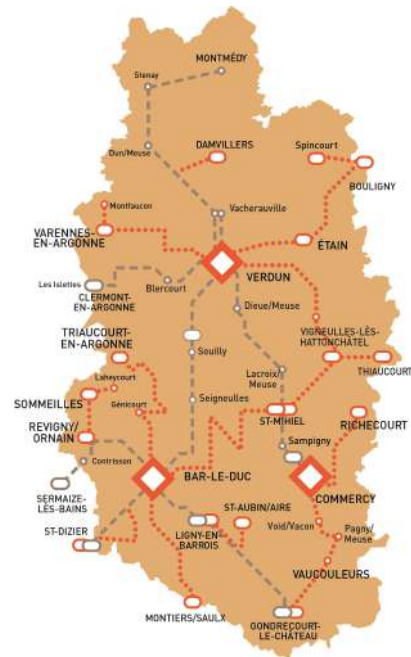 MONTMÉDY
Stenay
Dun/Meuse
DAMVILLERS
Spincourt
BOULIGNY
Montfaucon
Vacherauville
VARENNES-
EN-ARGONNE
ÉTAIN
VERDUN
Les Islettes
CLERMONT-
EN-ARGONNE
Blercourt
Dieue/Meuse
TRIAUCOURT-
EN-ARGONNE
Souilly
VIGNEULLES-LÈS-
HATTONCHÂTEL
THIAUCOURT
Laheycourt
Lacroix/
Meuse
SOMMEILLES
Génicourt
Seigneulles
ST-MIHIEL
RICHECOURT
REVIGNY/
ORNAIN
Sampigny
Contrisson
BAR-LE-DUC
COMMERCY
SERMAIZE-
LÈS-BAINS
ST-AUBIN/AIRE
ST-DIZIER
LIGNY-EN-
BARROIS
Void/Vacon
Pagny/
Meuse
VAUCOULEURS
MONTIERS/SAULX
GONDRECOURT-
LE-CHÂTEAU